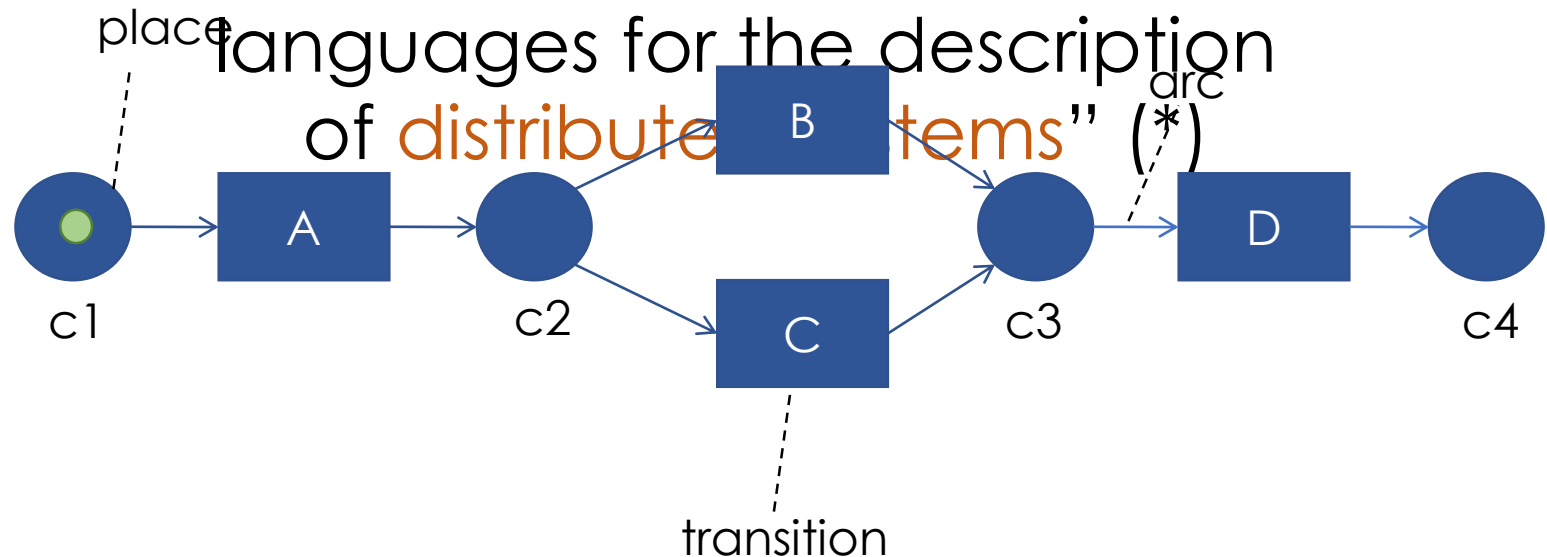 place
languages for the description
arc
of distribute tems” (*)
B
A
D
c1
c2
C
c3
c4
transition